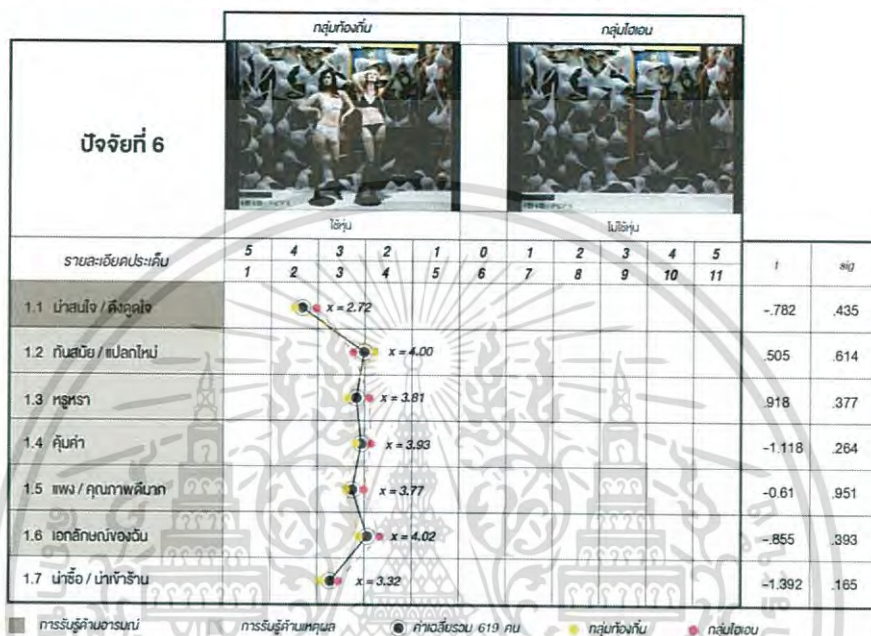 กลุ่มท้องถิ่น กลุ่มไฮเอน
ปัจจัยที่ 6
ใช้หุ่น ไม่ใช้หุ่น
รายละเอียดประเด็น 5 4 3 2 1 0 1 2 3 4 5 t sig
1 2 3 4 5 6 7 8 9 10 11
1.1 น่าสนใจ / ดึงดูดใจ x = 2.72 -.782 .435
1.2 ทันสมัย / แปลกใหม่ x = 4.00 .505 .614
1.3 หรูหรา x = 3.81 .918 .377
1.4 คุ้มค่า x = 3.93 -1.118 .264
1.5 แพง / คุณภาพดีมาก x = 3.77 -0.61 .951
1.6 เอกลักษณ์ของฉัน x = 4.02 -.855 .393
1.7 น่าซื้อ / น่าเข้าร้าน x = 3.32 -1.392 .165
การรับรู้ด้านอารมณ์ การรับรู้ด้านเหตุผล ค่าเฉลี่ยรวม 619 คน กลุ่มท้องถิ่น กลุ่มไฮเอน